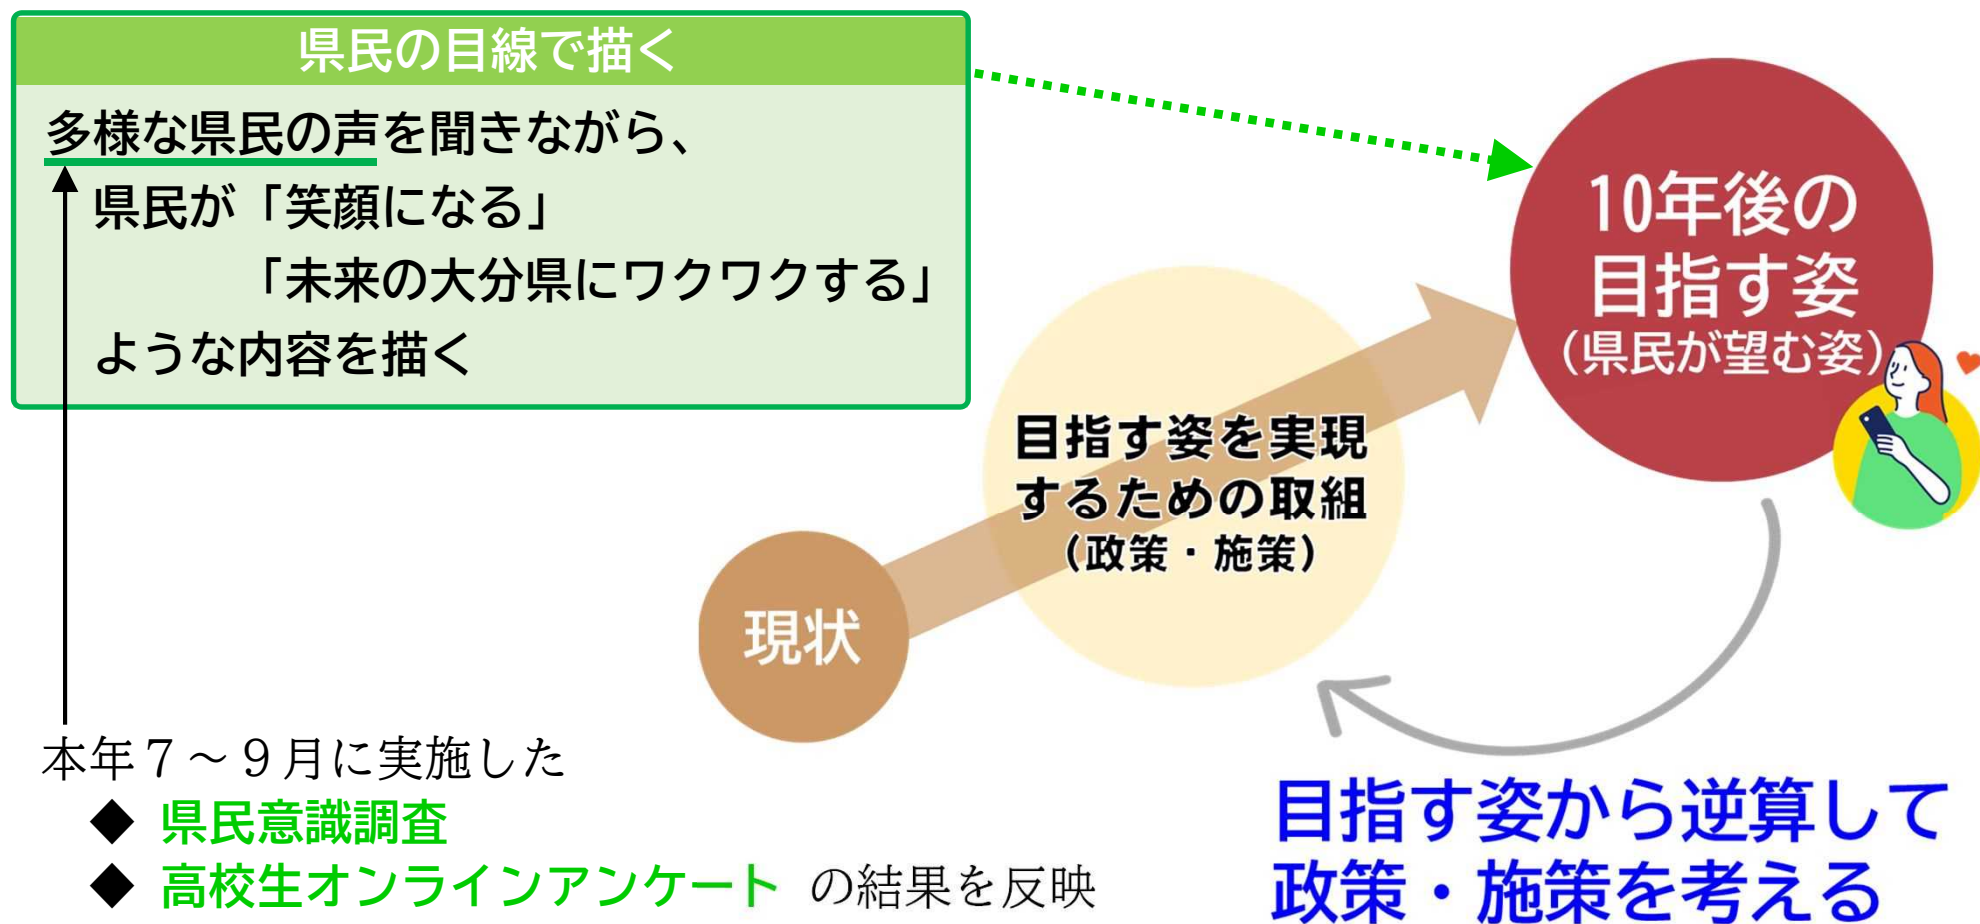 県民の目線で描く
多様な県民の声を聞きながら、
県民が「笑顔になる」
「未来の大分県にワクワクする」
ような内容を描く
10年後の
目指す姿
（県民が望む姿）
目指す姿を実現
するための取組
（政策・施策）
現状
本年７～９月に実施した
◆ 県民意識調査
◆ 高校生オンラインアンケート の結果を反映
目指す姿から逆算して
政策・施策を考える